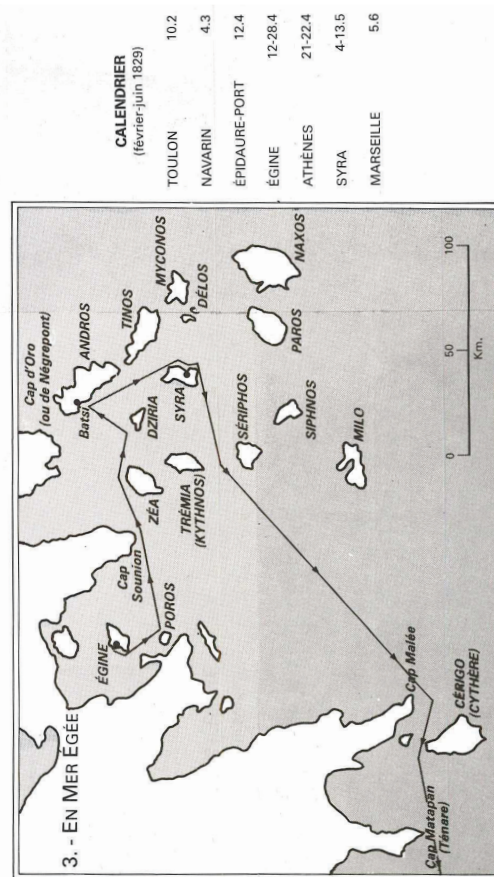 3. - EN MER ÉGÉE
Cap d'Oro
(ou de Négrepont)
ANDROS
Batsi
TINOS
MYCONOS
DÉLOS
DZIRIA
SYRA
ZÉA
TRÉMIA
(KYTHNOS)
Cap
Sounion
ÉGINE
POROS
SÉRIPHOS
SIPHNOS
PAROS
NAXOS
MILO
Cap Malée
Cap Matapan
(Ténare)
CÉRIGO
(CYTHÈRE)
0 50 100
Km.
CALENDRIER
(février-juin 1829)
TOULON 10.2
NAVARIN 4.3
ÉPIDAURE-PORT 12.4
ÉGINE 12-28.4
ATHÈNES 21-22.4
SYRA 4-13.5
MARSEILLE 5.6